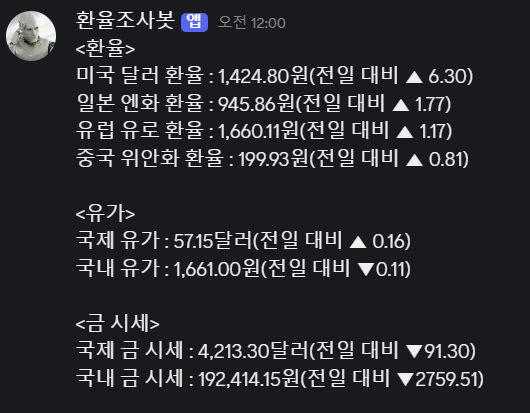 환율조사봇 앱 오전 12:00
<환율>
미국 달러 환율 : 1,424.80원(전일 대비 ▲ 6.30)
일본 엔화 환율 : 945.86원(전일 대비 ▲ 1.77)
유럽 유로 환율 : 1,660.11원(전일 대비 ▲ 1.17)
중국 위안화 환율 : 199.93원(전일 대비 ▲ 0.81)

<유가>
국제 유가 : 57.15달러(전일 대비 ▲ 0.16)
국내 유가 : 1,661.00원(전일 대비 ▼0.11)

<금 시세>
국제 금 시세 : 4,213.30달러(전일 대비 ▼91.30)
국내 금 시세 : 192,414.15원(전일 대비 ▼2759.51)